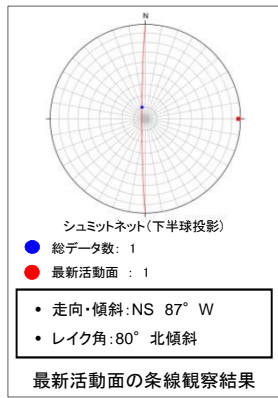 N
シュミットネット(下半球投影)
総データ数: 1
最新活動面 : 1
• 走向・傾斜:NS 87° W
• レイク角:80° 北傾斜
最新活動面の条線観察結果